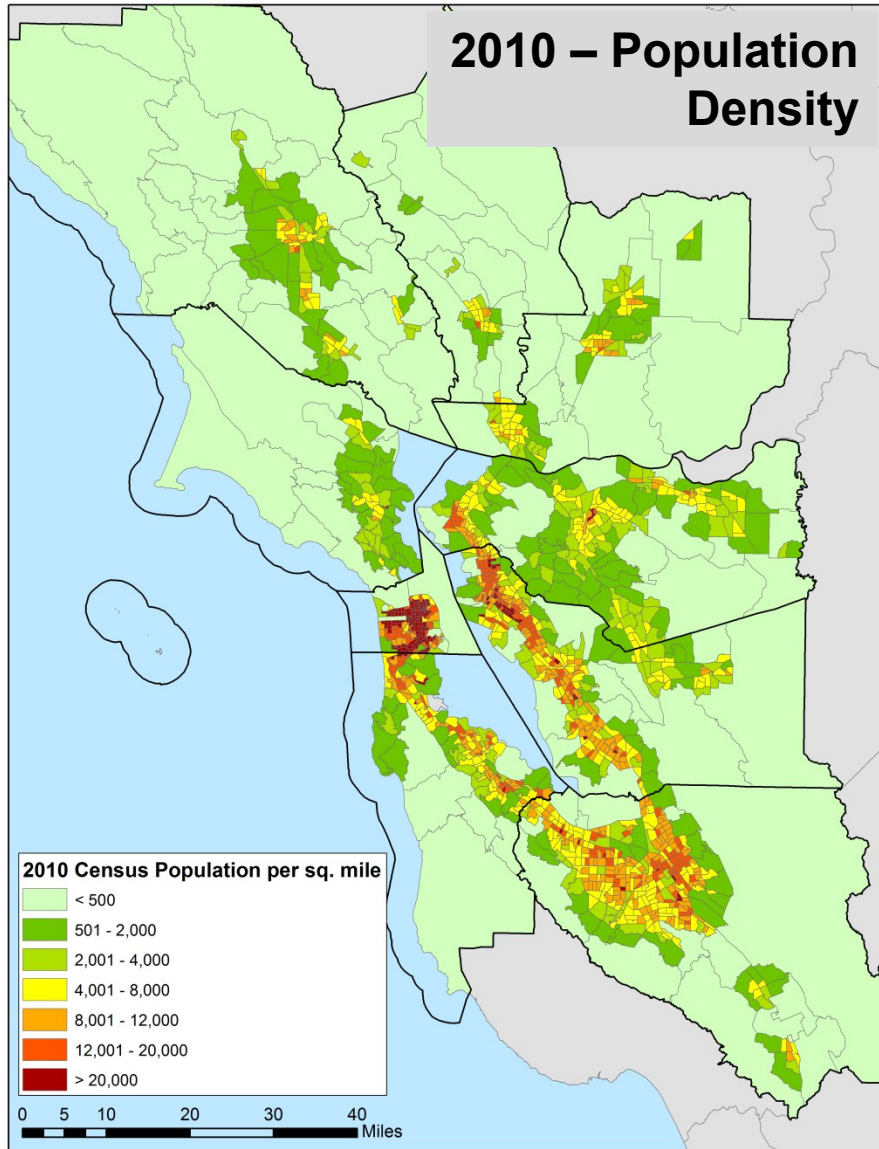 2010 – Population
Density
2010 Census Population per sq. mile
< 500
501 - 2,000
2,001 - 4,000
4,001 - 8,000
8,001 - 12,000
12,001 - 20,000
> 20,000
0 5 10 20 30 40
Miles